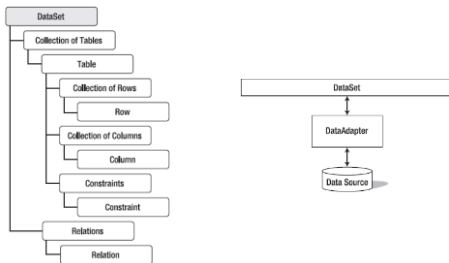 DataSet
Collection of Tables
Table
Collection of Rows
Row
Collection of Columns
Column
Constraints
Constraint
Relations
Relation
DataSet
DataAdapter
Data Source